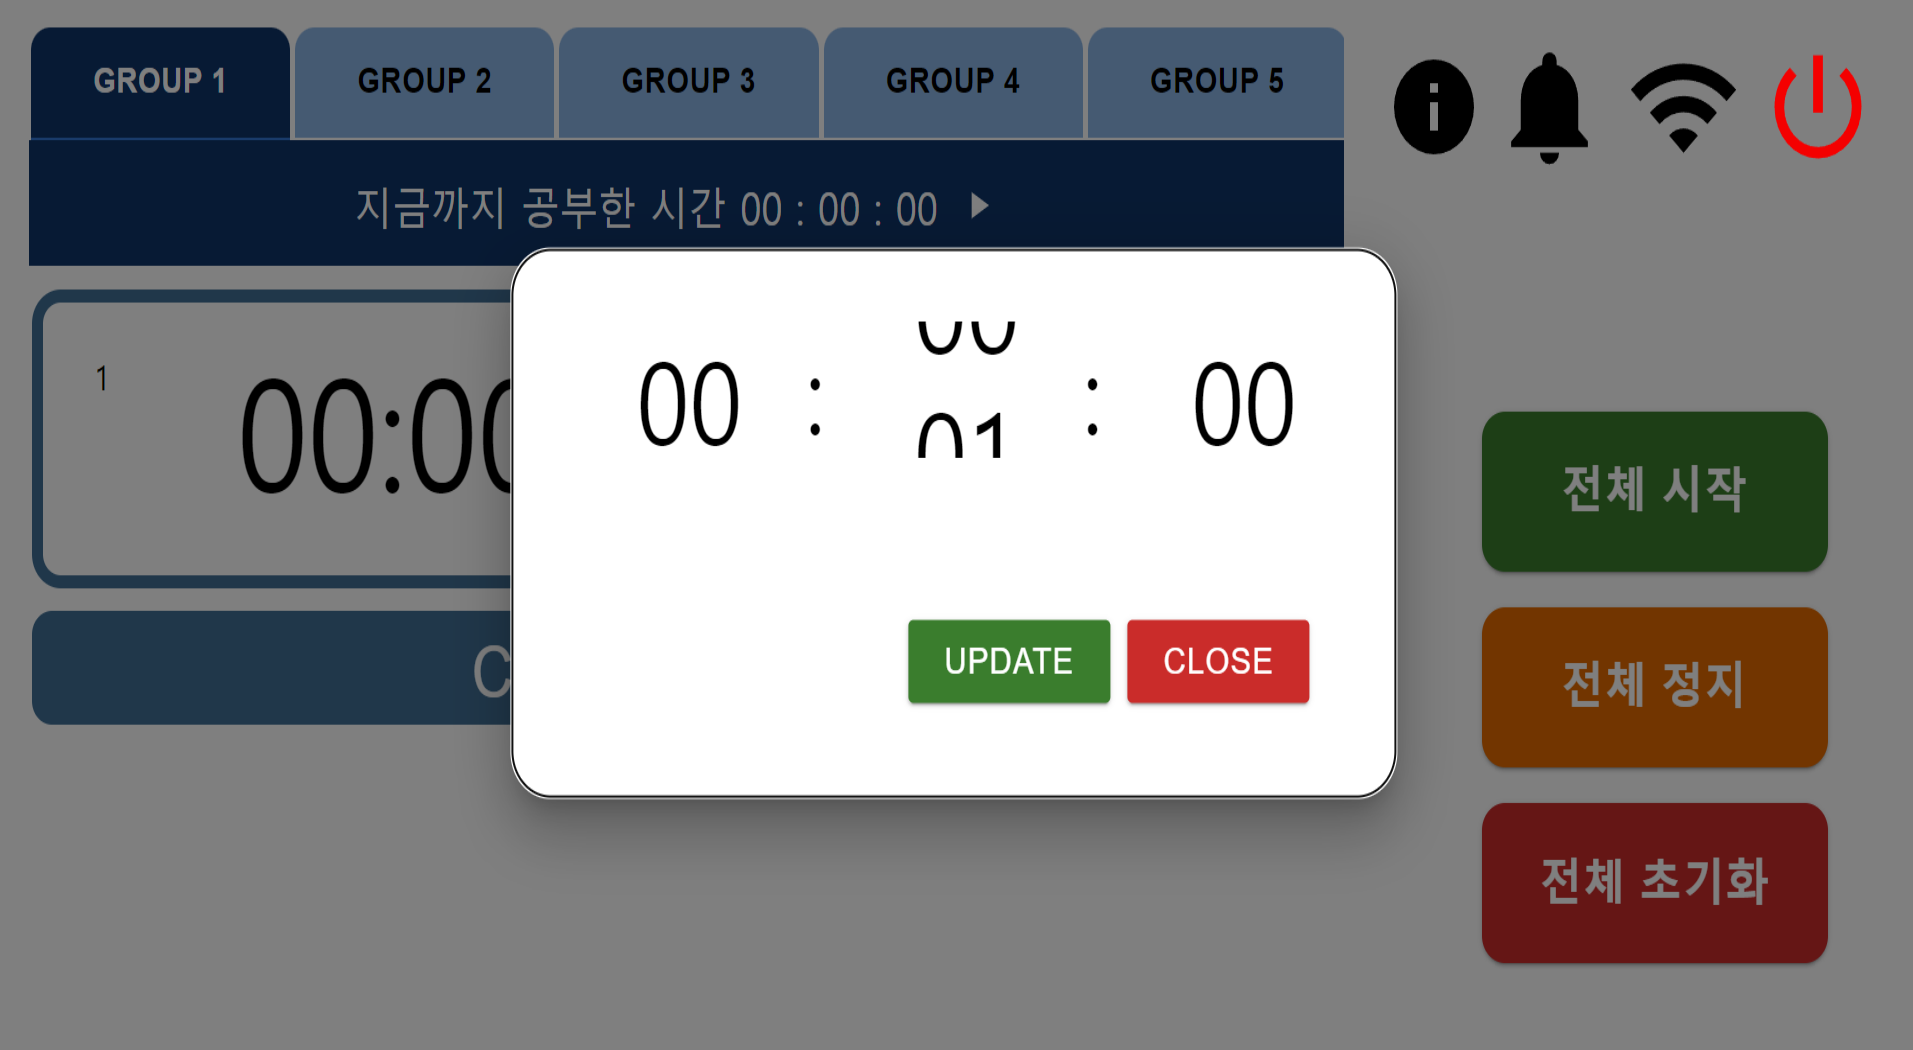 GROUP 1
GROUP 2
GROUP 3
GROUP 4
GROUP 5
지금까지 공부한 시간 00 : 00 : 00
1
00:00
00 : 00 : 00
01
UPDATE
CLOSE
전체 시작
전체 정지
전체 초기화